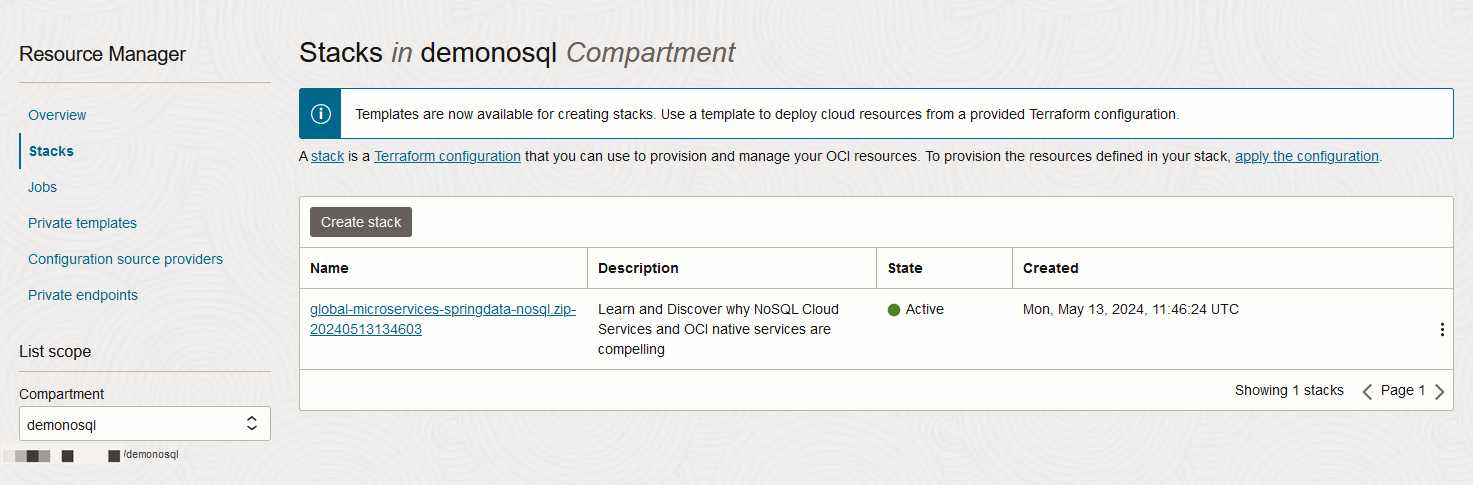 Resource Manager
Overview
Stacks
Jobs
Private templates
Configuration source providers
Private endpoints
List scope
Compartment
demonosql
/demonosql
Stacks in demonosql Compartment
Templates are now available for creating stacks. Use a template to deploy cloud resources from a provided Terraform configuration.
A stack is a Terraform configuration that you can use to provision and manage your OCI resources. To provision the resources defined in your stack, apply the configuration.
Create stack
Name Description State Created
global-microservices-springdata-nosql.zip-
20240513134603
Learn and Discover why NoSQL Cloud
Services and OCI native services are
compelling
Active
Mon, May 13, 2024, 11:46:24 UTC
Showing 1 stacks Page 1